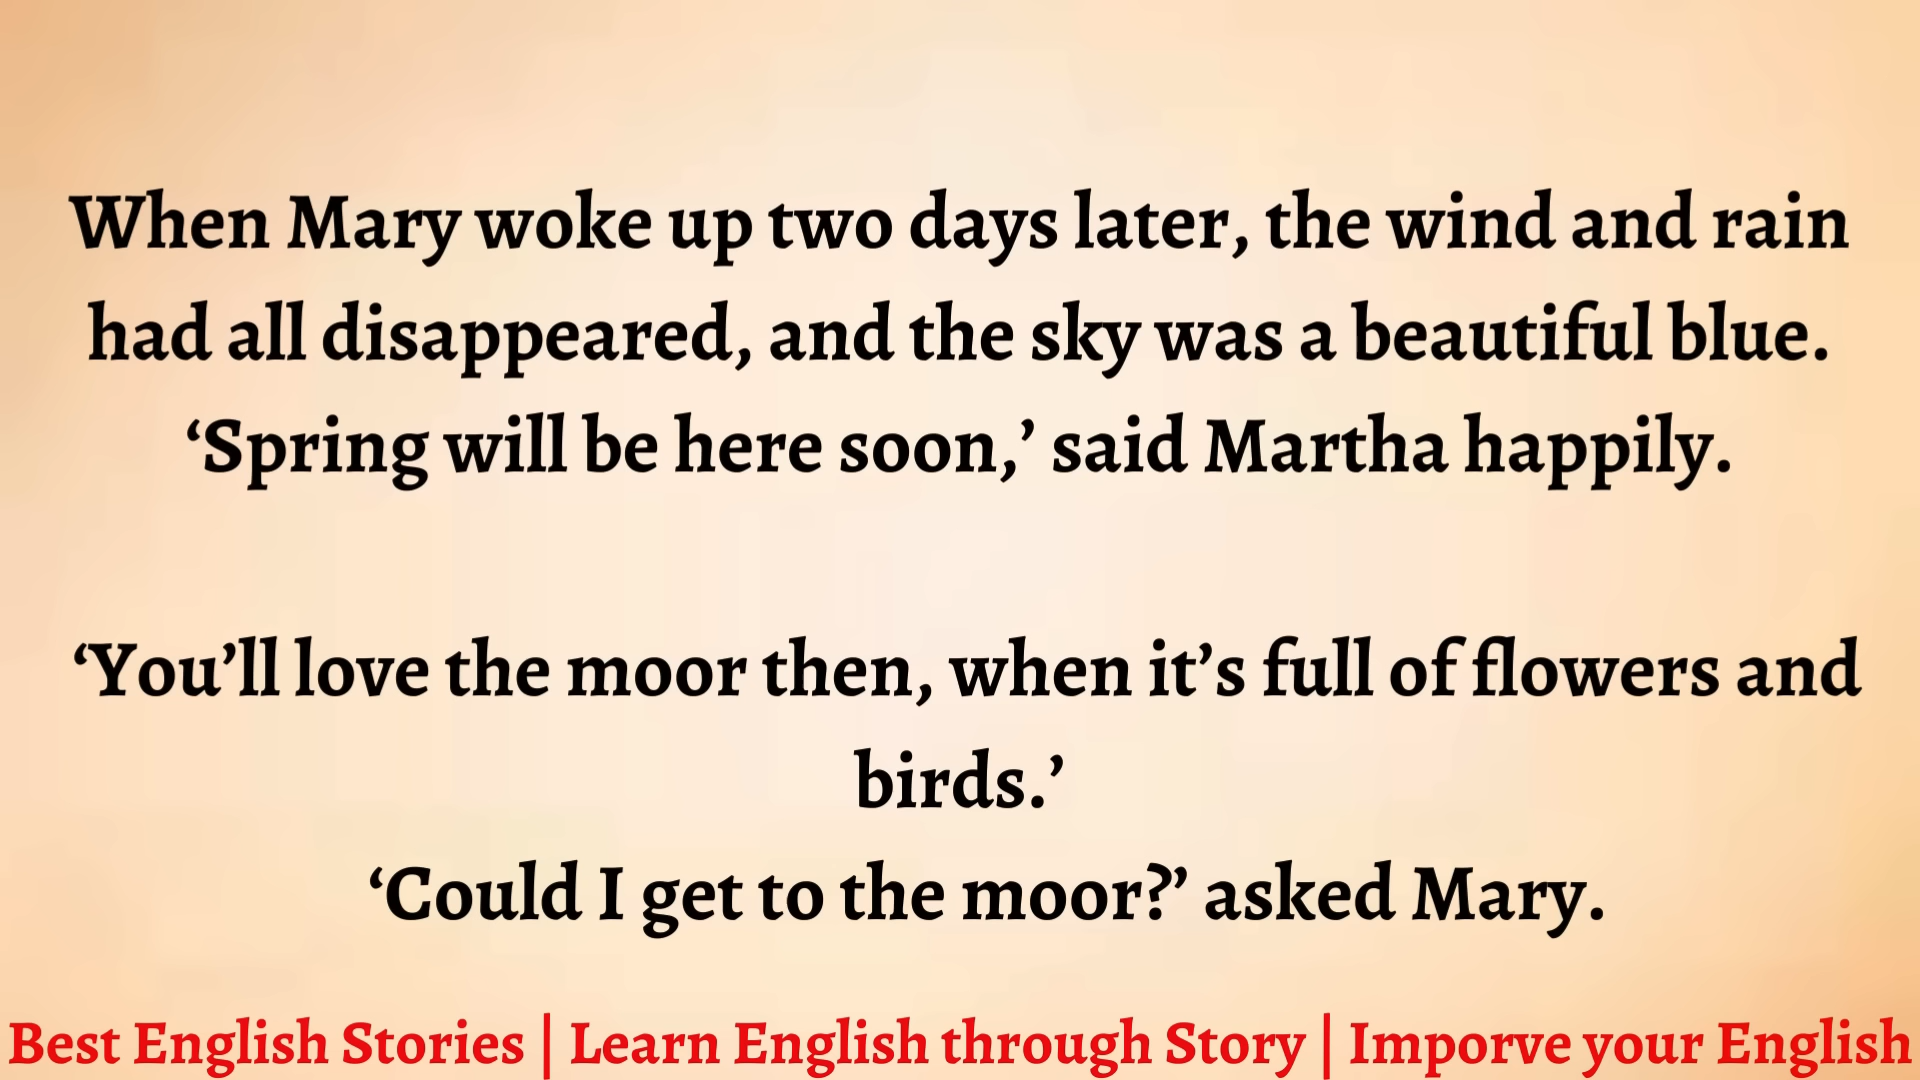 When Mary woke up two days later, the wind and rain
had all disappeared, and the sky was a beautiful blue.
‘Spring will be here soon,’ said Martha happily.
‘You’ll love the moor then, when it’s full of flowers and
birds.’
‘Could I get to the moor?’ asked Mary.
Best English Stories | Learn English through Story | Imporve your English